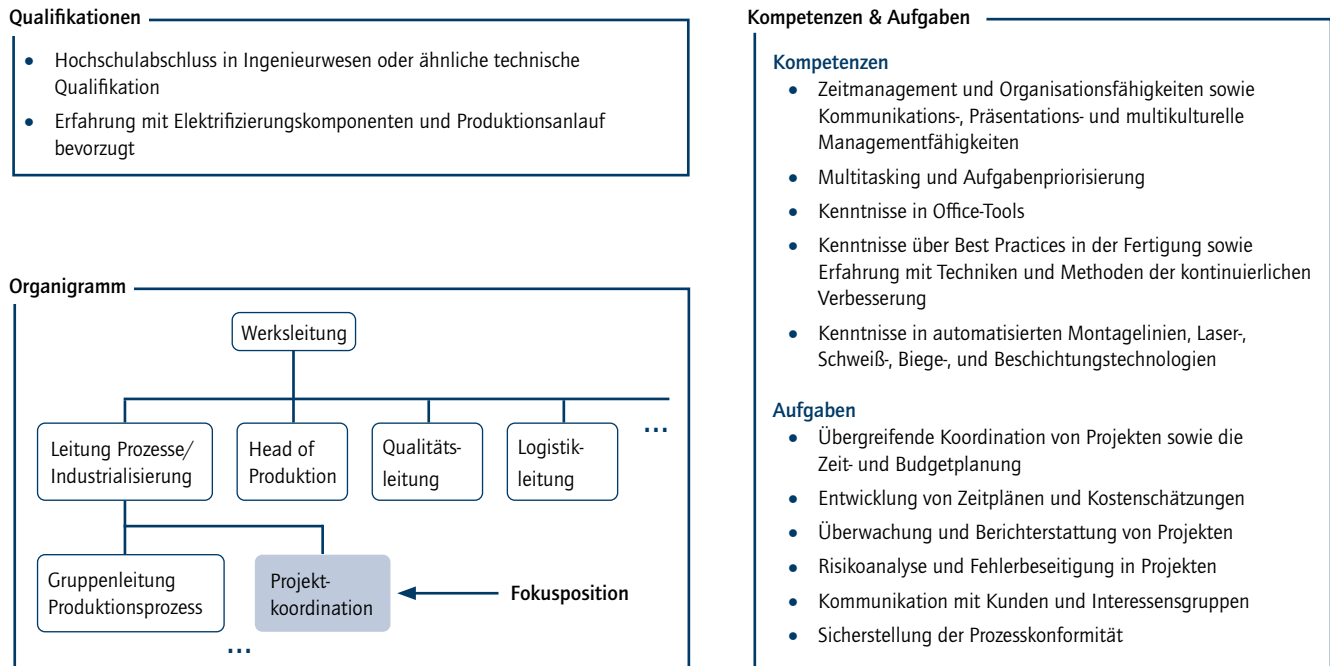 Qualifikationen
• Hochschulabschluss in Ingenieurwesen oder ähnliche technische
Qualifikation
• Erfahrung mit Elektrifizierungskomponenten und Produktionsanlauf
bevorzugt
Organigramm
Werksleitung
Leitung Prozesse/
Industrialisierung
Head of
Produktion
Qualitäts-
leitung
Logistik-
leitung
...
Gruppenleitung
Produktionsprozess
Projekt-
koordination
Fokusposition
...
Kompetenzen & Aufgaben
Kompetenzen
• Zeitmanagement und Organisationsfähigkeiten sowie
Kommunikations-, Präsentations- und multikulturelle
Managementfähigkeiten
• Multitasking und Aufgabenpriorisierung
• Kenntnisse in Office-Tools
• Kenntnisse über Best Practices in der Fertigung sowie
Erfahrung mit Techniken und Methoden der kontinuierlichen
Verbesserung
• Kenntnisse in automatisierten Montagelinien, Laser-,
Schweiß-, Biege-, und Beschichtungstechnologien
Aufgaben
• Übergreifende Koordination von Projekten sowie die
Zeit- und Budgetplanung
• Entwicklung von Zeitplänen und Kostenschätzungen
• Überwachung und Berichterstattung von Projekten
• Risikoanalyse und Fehlerbeseitigung in Projekten
• Kommunikation mit Kunden und Interessensgruppen
• Sicherstellung der Prozesskonformität